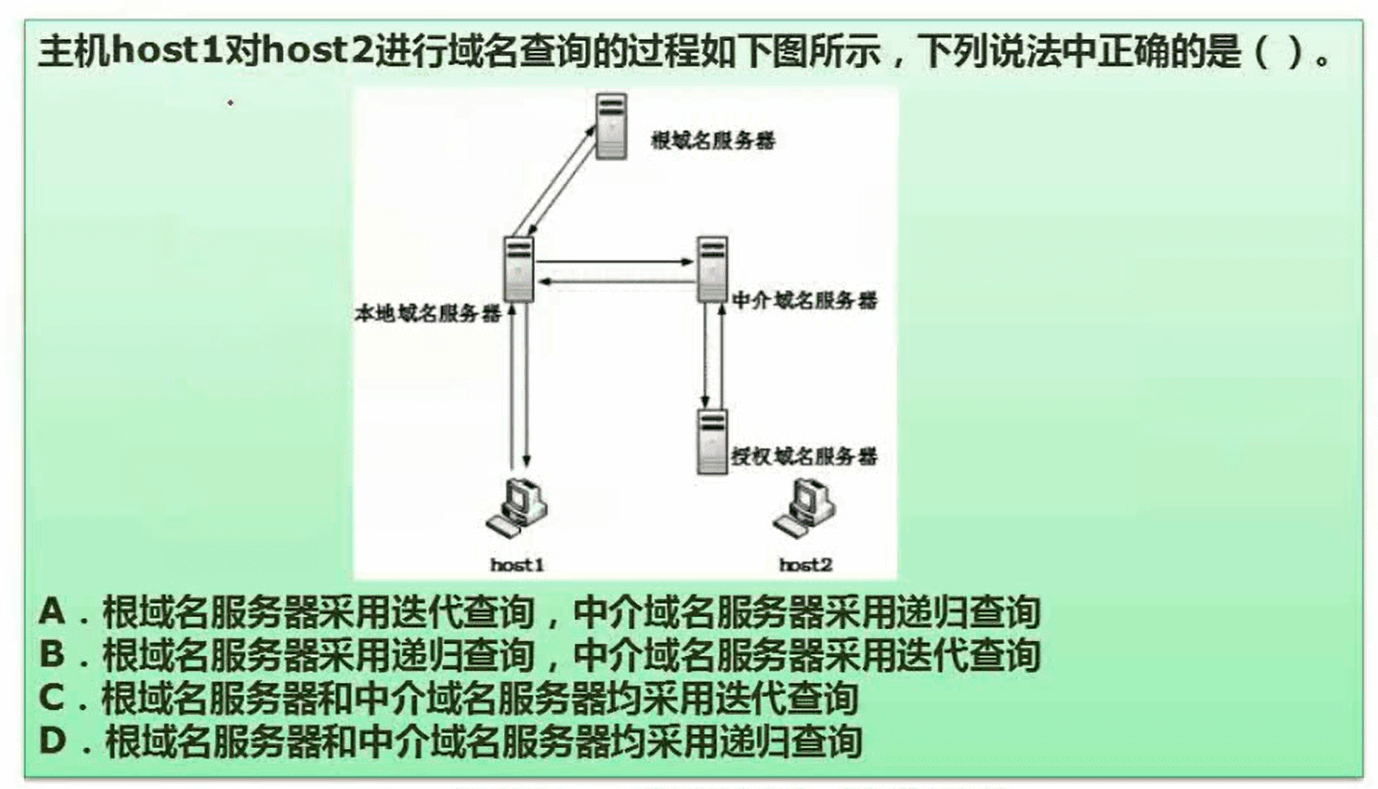 主机host1对host2进行域名查询的过程如下图所示，下列说法中正确的是（ ）。
根域名服务器
中介域名服务器
本地域名服务器
授权域名服务器
host1
host2
A．根域名服务器采用迭代查询，中介域名服务器采用递归查询
B．根域名服务器采用递归查询，中介域名服务器采用迭代查询
C．根域名服务器和中介域名服务器均采用迭代查询
D．根域名服务器和中介域名服务器均采用递归查询